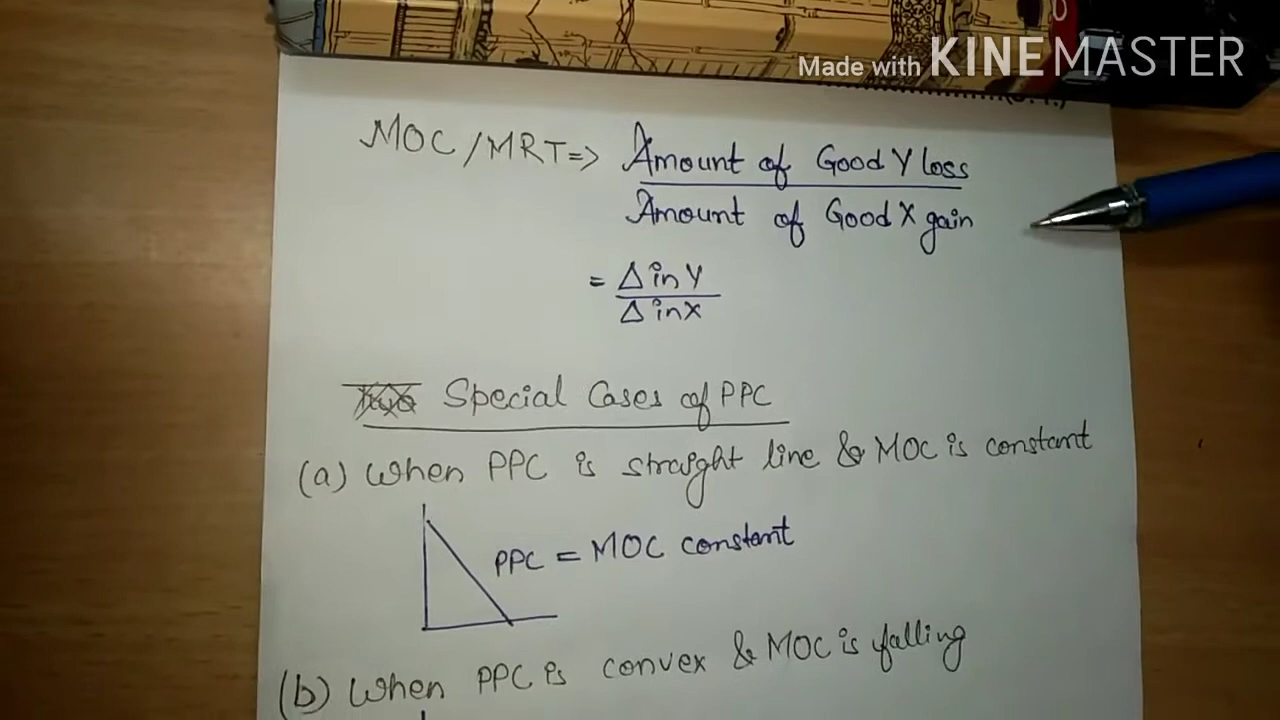 Made with KINEMASTER
MOC/MRT => Amount of Good Y loss
Amount of Good X gain
= Δ in Y
Δ in X
Special Cases of PPC
(a) When PPC is straight line & MOC is constant
PPC = MOC constant
(b) When PPC is convex & MOC is falling